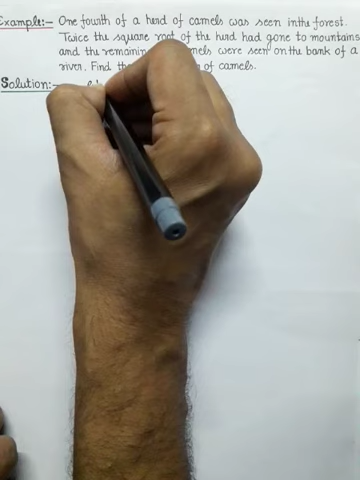 Example:- One fourth of a herd of camels was seen in the forest.
Twice the square root of the herd had gone to mountains
and the remaining camels were seen on the bank of a
river. Find the of camels.
Solution:-